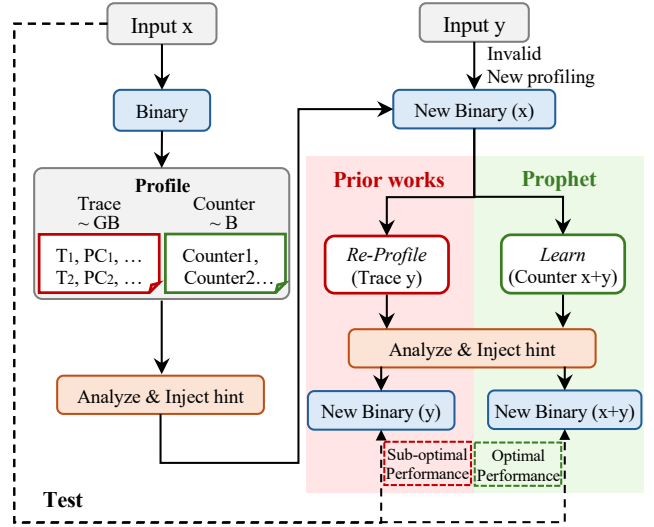 Input x
Input y
Invalid
New profiling
Binary
New Binary (x)
Profile
Trace
~ GB
Counter
~ B
T1, PC1, …
T2, PC2, …
Counter1,
Counter2…
Prior works
Prophet
Re-Profile
(Trace y)
Learn
(Counter x+y)
Analyze & Inject hint
Analyze & Inject hint
New Binary (y)
New Binary (x+y)
Sub-optimal
Performance
Optimal
Performance
Test